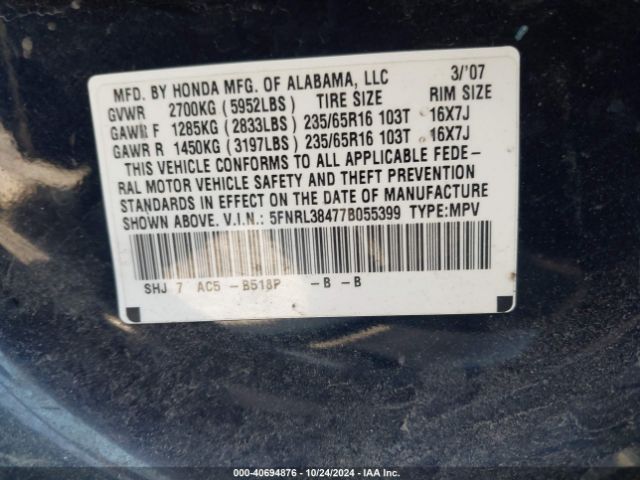 MFD. BY HONDA MFG. OF ALABAMA, LLC 3/'07
GVWR 2700KG (5952LBS) TIRE SIZE RIM SIZE
GAWR F 1285KG (2833LBS) 235/65R16 103T 16X7J
GAWR R 1450KG (3197LBS) 235/65R16 103T 16X7J
THIS VEHICLE CONFORMS TO ALL APPLICABLE FEDE-
RAL MOTOR VEHICLE SAFETY AND THEFT PREVENTION
STANDARDS IN EFFECT ON THE DATE OF MANUFACTURE
SHOWN ABOVE. V.I.N.: 5FNRL38477B055399 TYPE:MPV
SHJ 7 AC5 -B518P -B -B
000-40694876 - 10/24/2024 - IAA Inc.